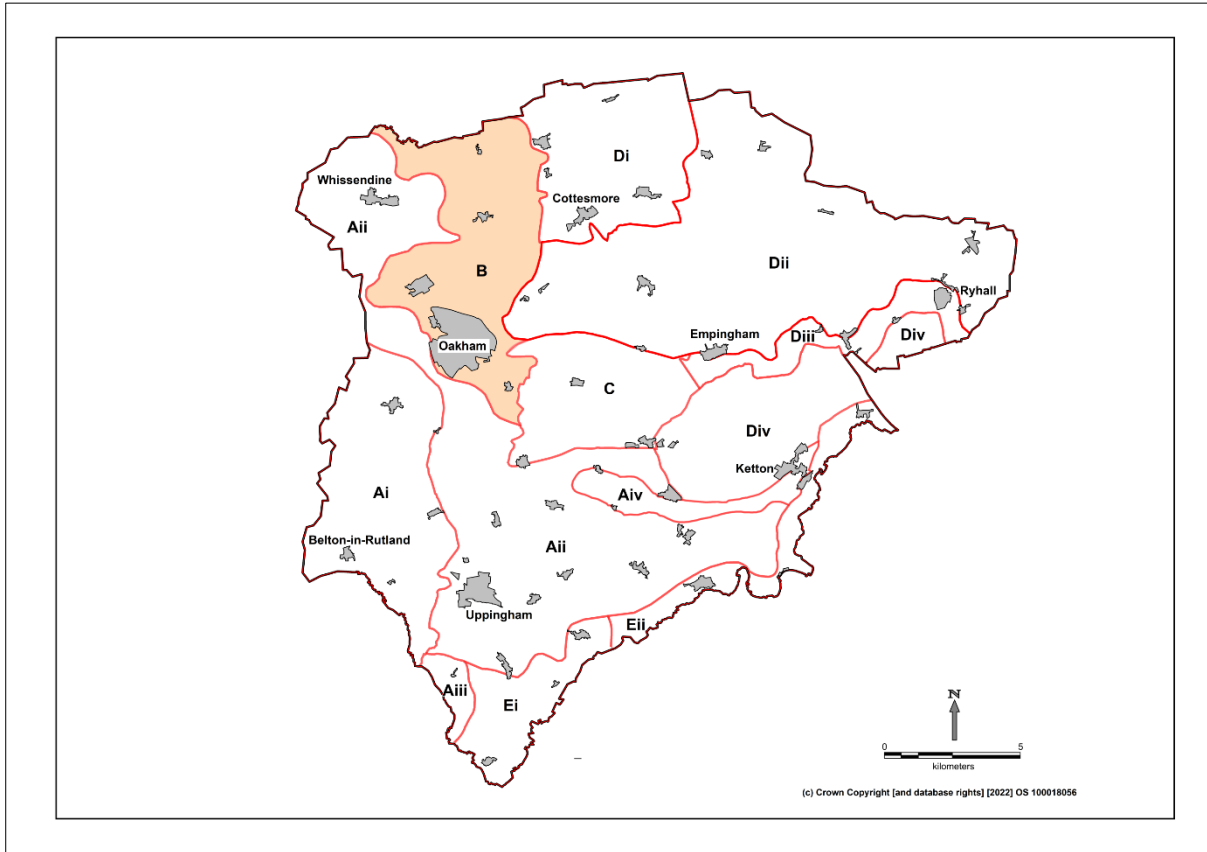 Di
Whissendine
Cottesmore
Aii
B
Dii
Ryhall
Empingham
Diii
Div
Oakham
C
Div
Ketton
Ai
Aiv
Belton-in-Rutland
Aii
Uppingham
Eii
Aiii
Ei
N
0 5
kilometers
(c) Crown Copyright [and database rights] [2022] OS 100018056